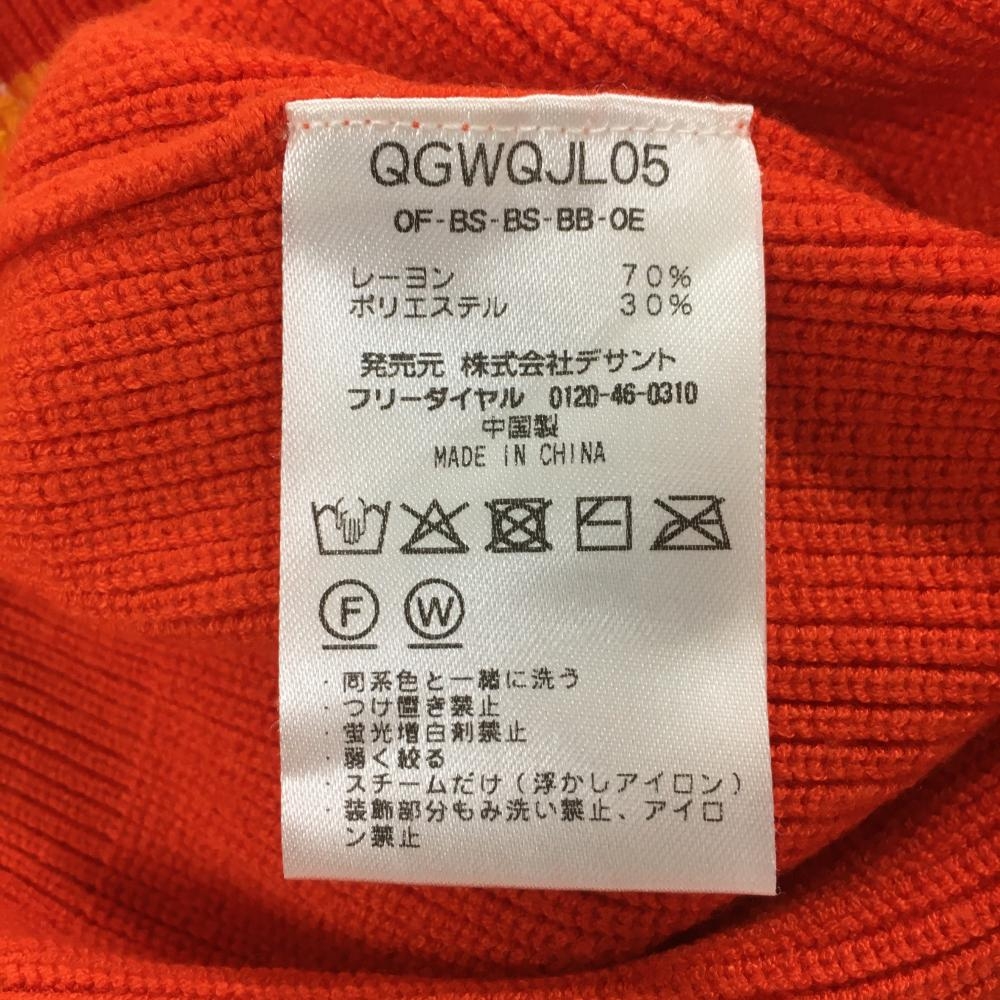 QGWQJL05
OF-BS-BS-BB-OE
レーヨン 70%
ポリエステル 30%
発売元 株式会社デサント
フリーダイヤル 0120-46-0310
中国製
MADE IN CHINA
F W
・同系色と一緒に洗う
・つけ置き禁止
・蛍光増白剤禁止
・弱く絞る
・スチームだけ(浮かしアイロン)
・装飾部分もみ洗い禁止、アイロ
ン禁止